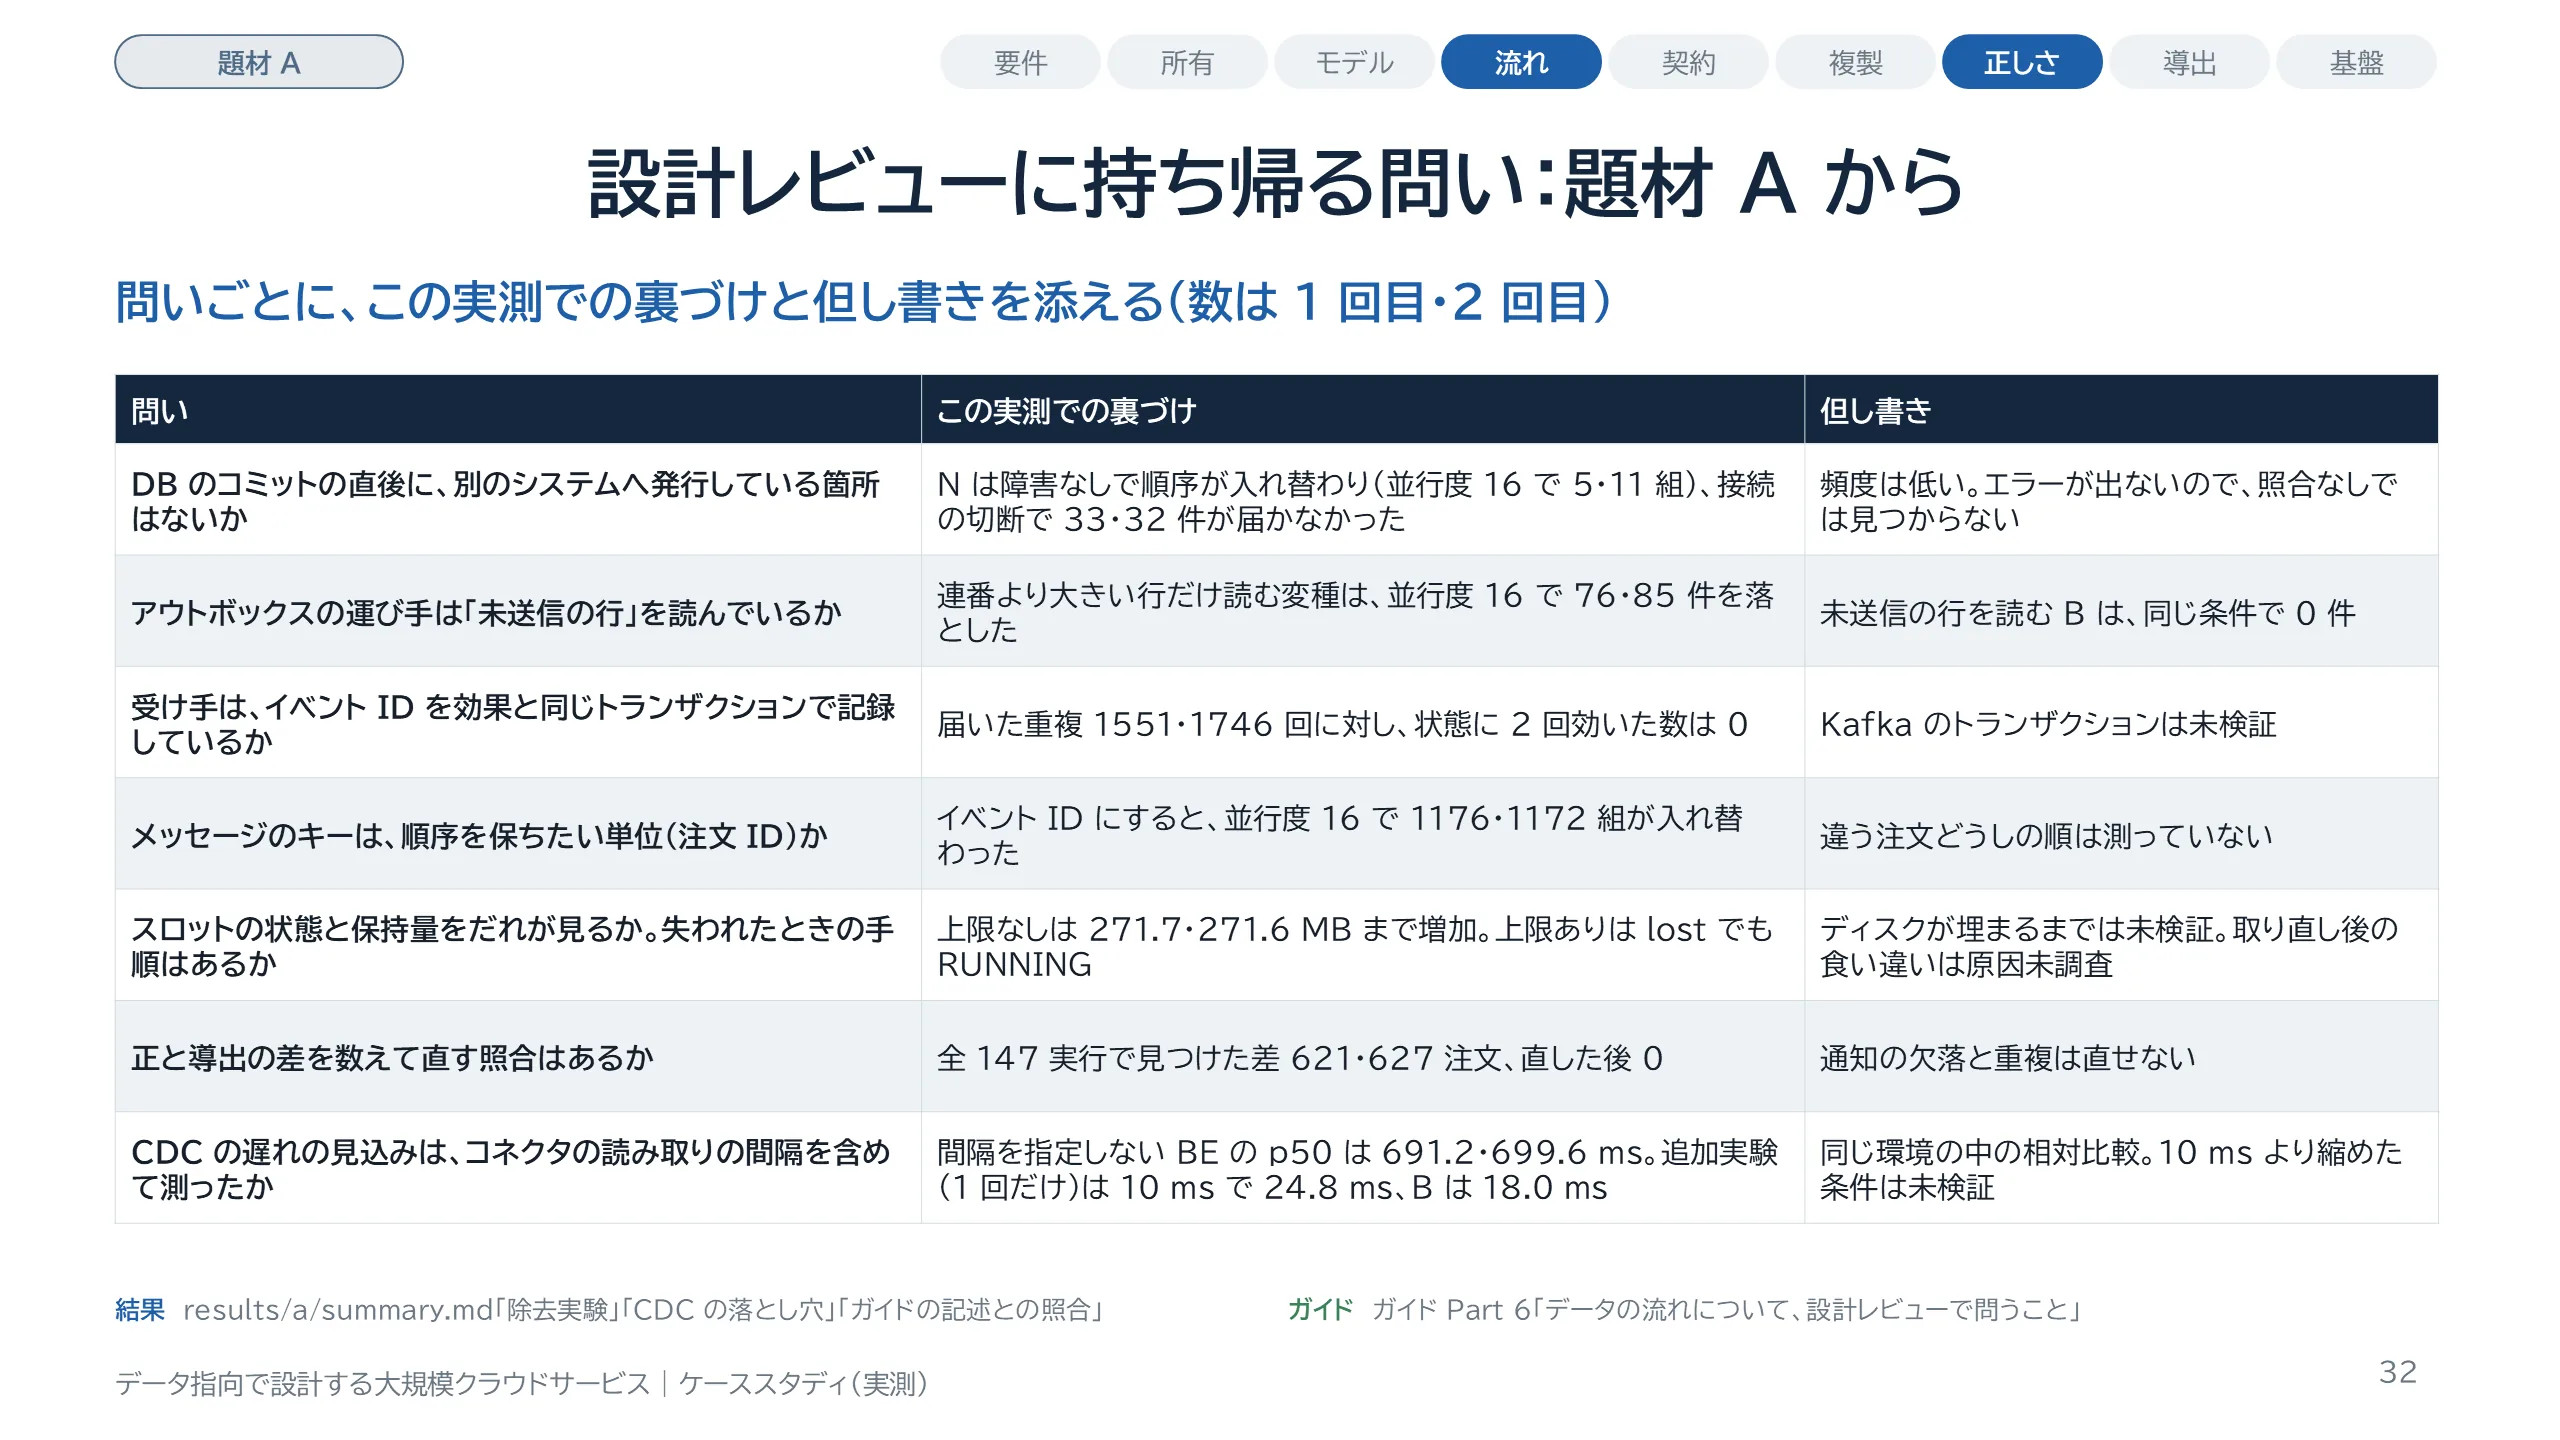 題材 A
要件 所有 モデル 流れ 契約 複製 正しさ 導出 基盤
設計レビューに持ち帰る問い：題材 A から
問いごとに、この実測での裏づけと但し書きを添える（数は 1 回目・2 回目）
問い
この実測での裏づけ
但し書き
DB のコミットの直後に、別のシステムへ発行している箇所
はないか
N は障害なしで順序が入れ替わり（並行度 16 で 5・11 組）、接続
の切断で 33・32 件が届かなかった
頻度は低い。エラーが出ないので、照合なしで
は見つからない
アウトボックスの運び手は「未送信の行」を読んでいるか
連番より大きい行だけ読む変種は、並行度 16 で 76・85 件を落
とした
未送信の行を読む B は、同じ条件で 0 件
受け手は、イベント ID を効果と同じトランザクションで記録
しているか
届いた重複 1551・1746 回に対し、状態に 2 回効いた数は 0
Kafka のトランザクションは未検証
メッセージのキーは、順序を保ちたい単位（注文 ID）か
イベント ID にすると、並行度 16 で 1176・1172 組が入れ替
わった
違う注文どうしの順は測っていない
スロットの状態と保持量をだれが見るか。失われたときの手
順はあるか
上限なしは 271.7・271.6 MB まで増加。上限ありは lost でも
RUNNING
ディスクが埋まるまでは未検証。取り直し後の
食い違いは原因未調査
正と導出の差を数えて直す照合はあるか
全 147 実行で見つけた差 621・627 注文、直した後 0
通知の欠落と重複は直せない
CDC の遅れの見込みは、コネクタの読み取りの間隔を含め
て測ったか
間隔を指定しない BE の p50 は 691.2・699.6 ms。追加実験
（1 回だけ）は 10 ms で 24.8 ms、B は 18.0 ms
同じ環境の中の相対比較。10 ms より縮めた
条件は未検証
結果 results/a/summary.md「除去実験」「CDC の落とし穴」「ガイドの記述との照合」
ガイド ガイド Part 6「データの流れについて、設計レビューで問うこと」
データ指向で設計する大規模クラウドサービス｜ケーススタディ（実測）
32